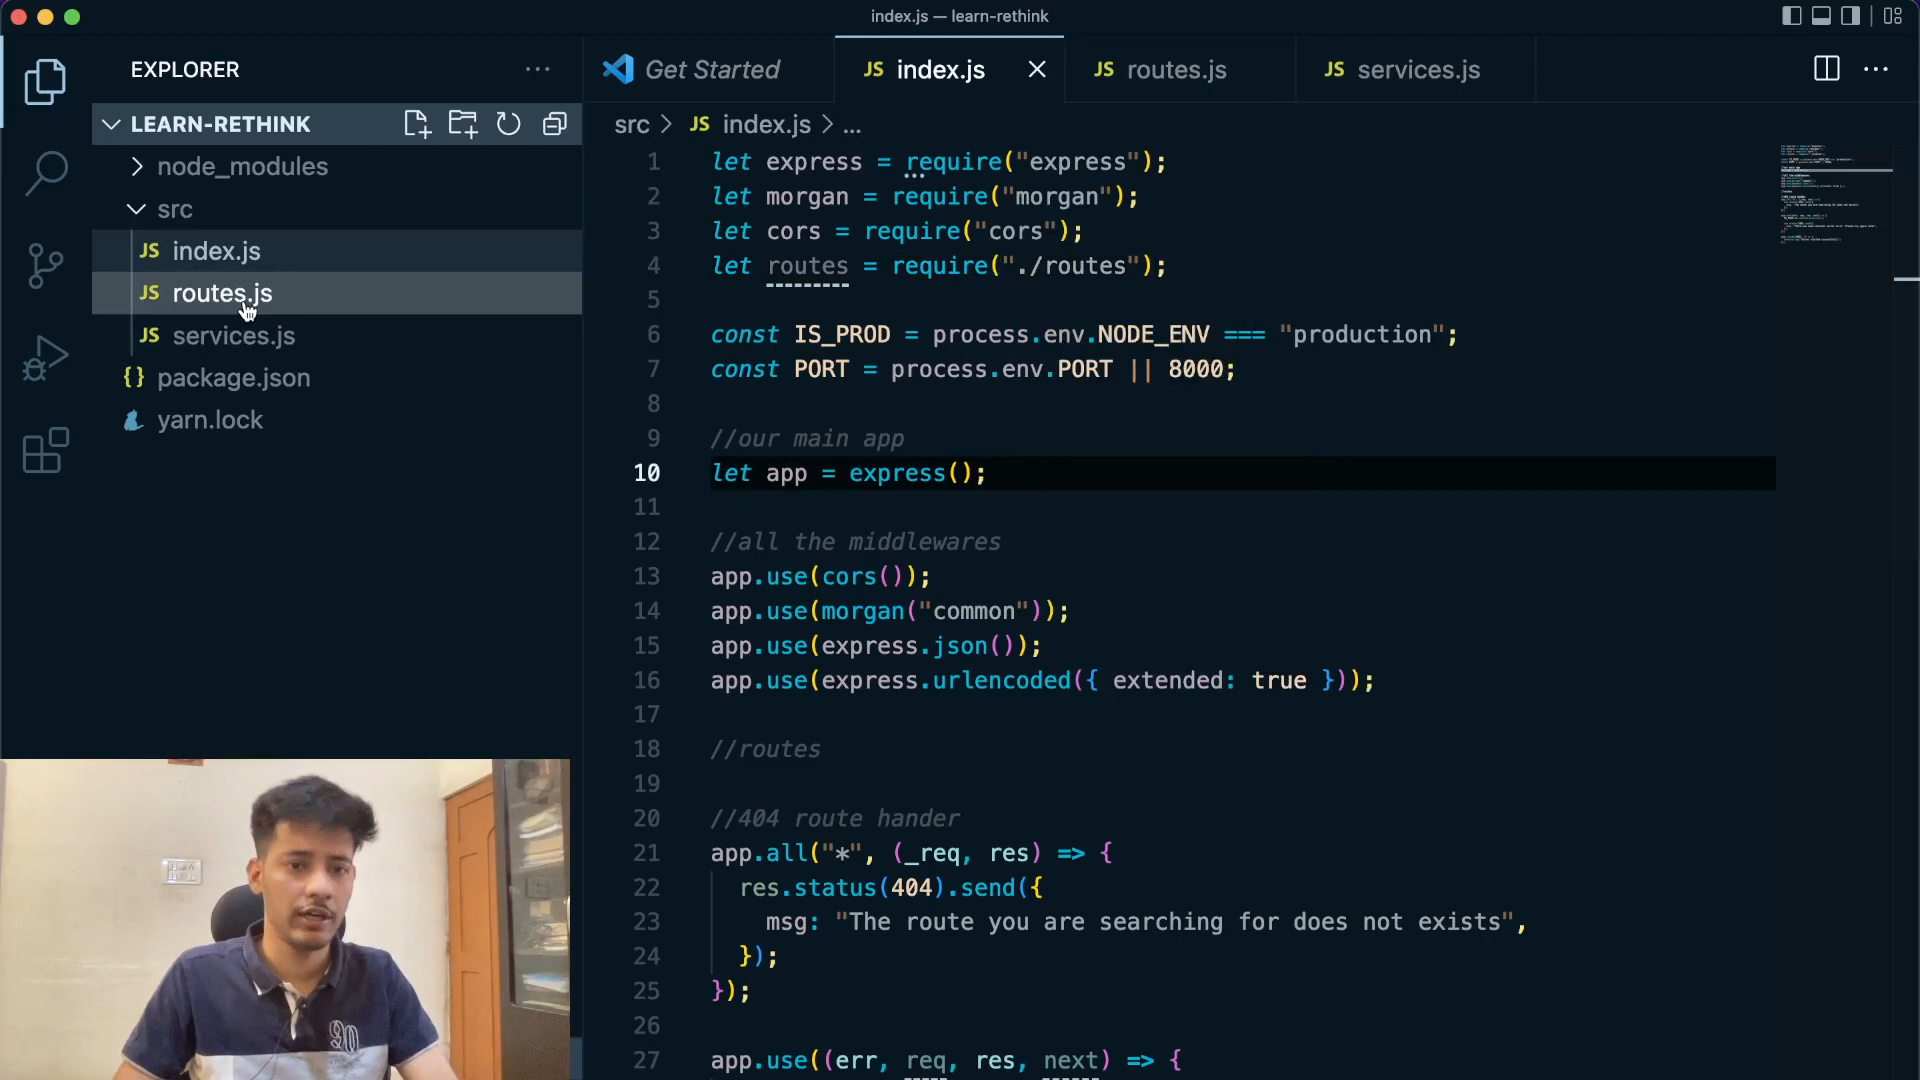 index.js — learn-rethink
EXPLORER
LEARN-RETHINK
node_modules
src
JS index.js
JS routes.js
JS services.js
{} package.json
yarn.lock
Get Started
JS index.js
JS routes.js
JS services.js
src > JS index.js > ...
1 let express = require("express");
2 let morgan = require("morgan");
3 let cors = require("cors");
4 let routes = require("./routes");
5
6 const IS_PROD = process.env.NODE_ENV === "production";
7 const PORT = process.env.PORT || 8000;
8
9 //our main app
10 let app = express();
11
12 //all the middlewares
13 app.use(cors());
14 app.use(morgan("common"));
15 app.use(express.json());
16 app.use(express.urlencoded({ extended: true }));
17
18 //routes
19
20 //404 route hander
21 app.all("*", (_req, res) => {
22 res.status(404).send({
23 msg: "The route you are searching for does not exists",
24 });
25 });
26
27 app.use((err, req, res, next) => {